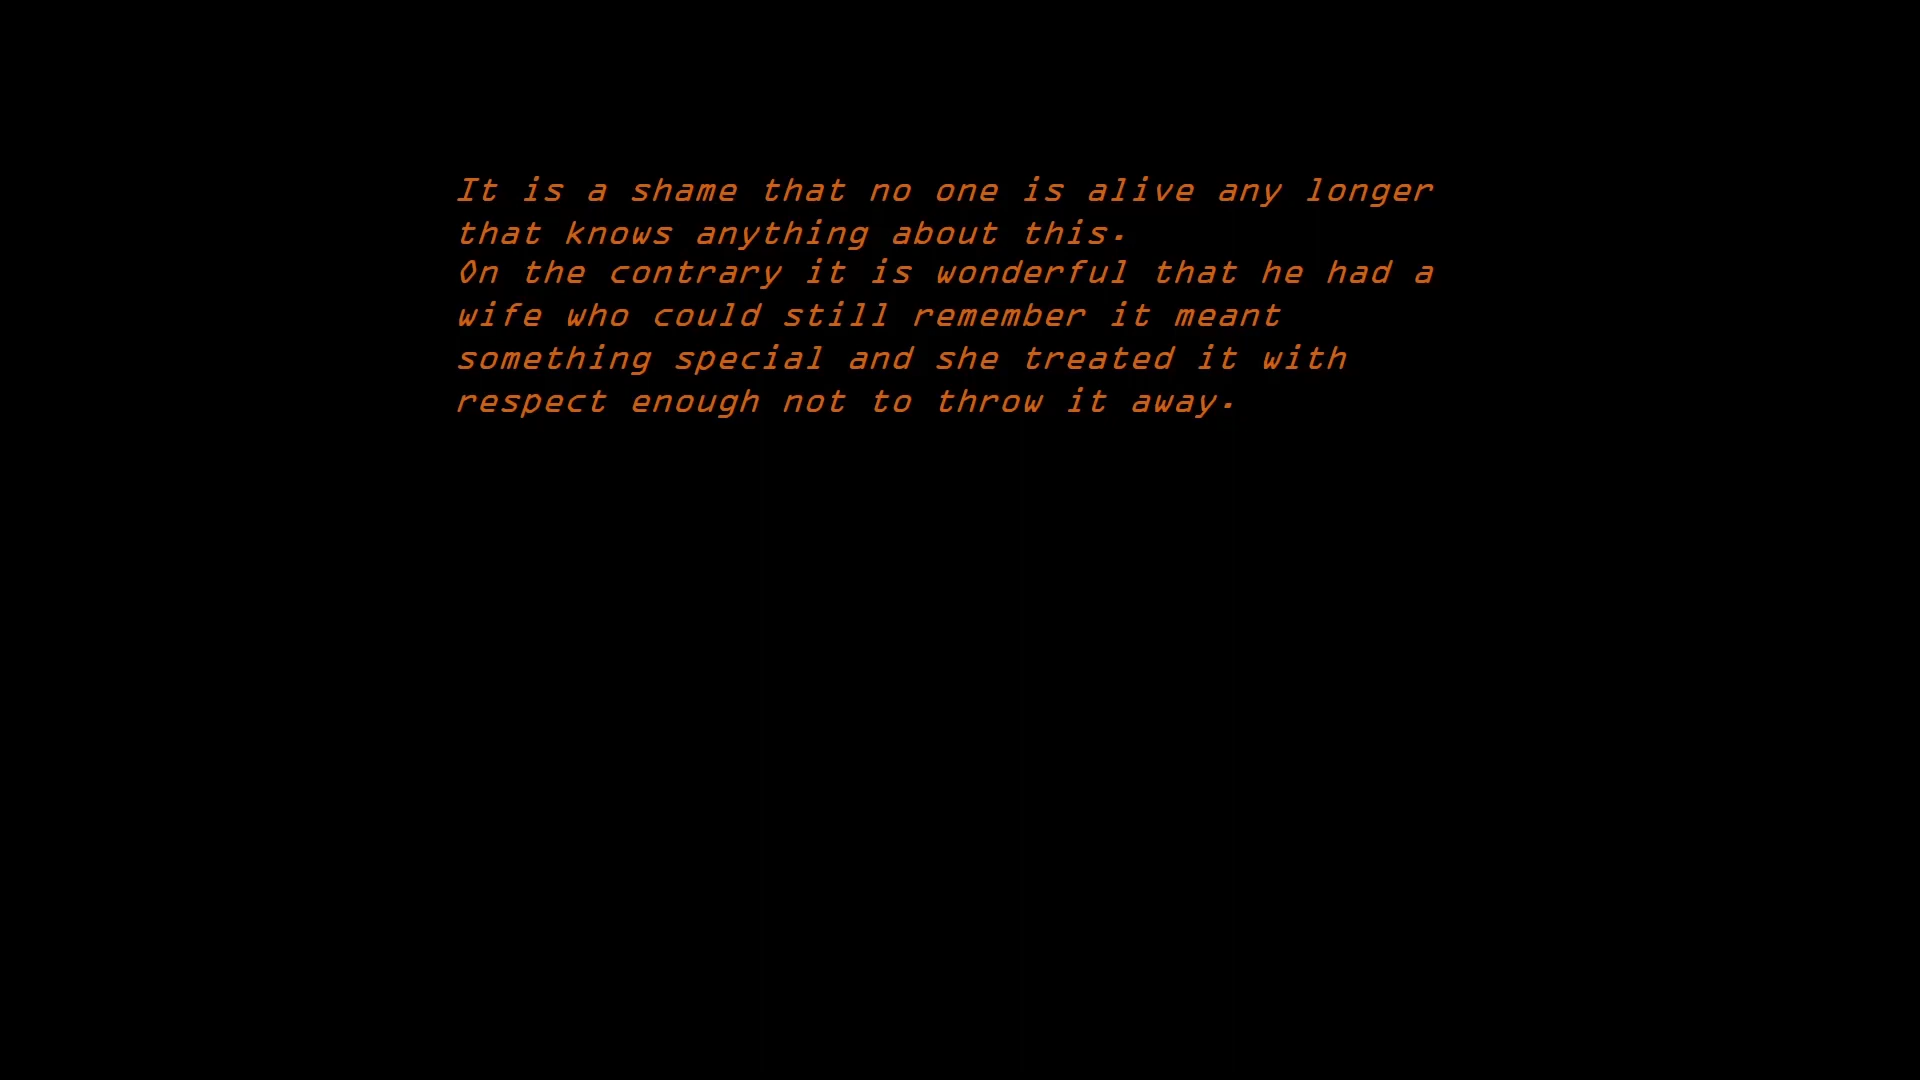 It is a shame that no one is alive any longer
that knows anything about this.
On the contrary it is wonderful that he had a
wife who could still remember it meant
something special and she treated it with
respect enough not to throw it away.